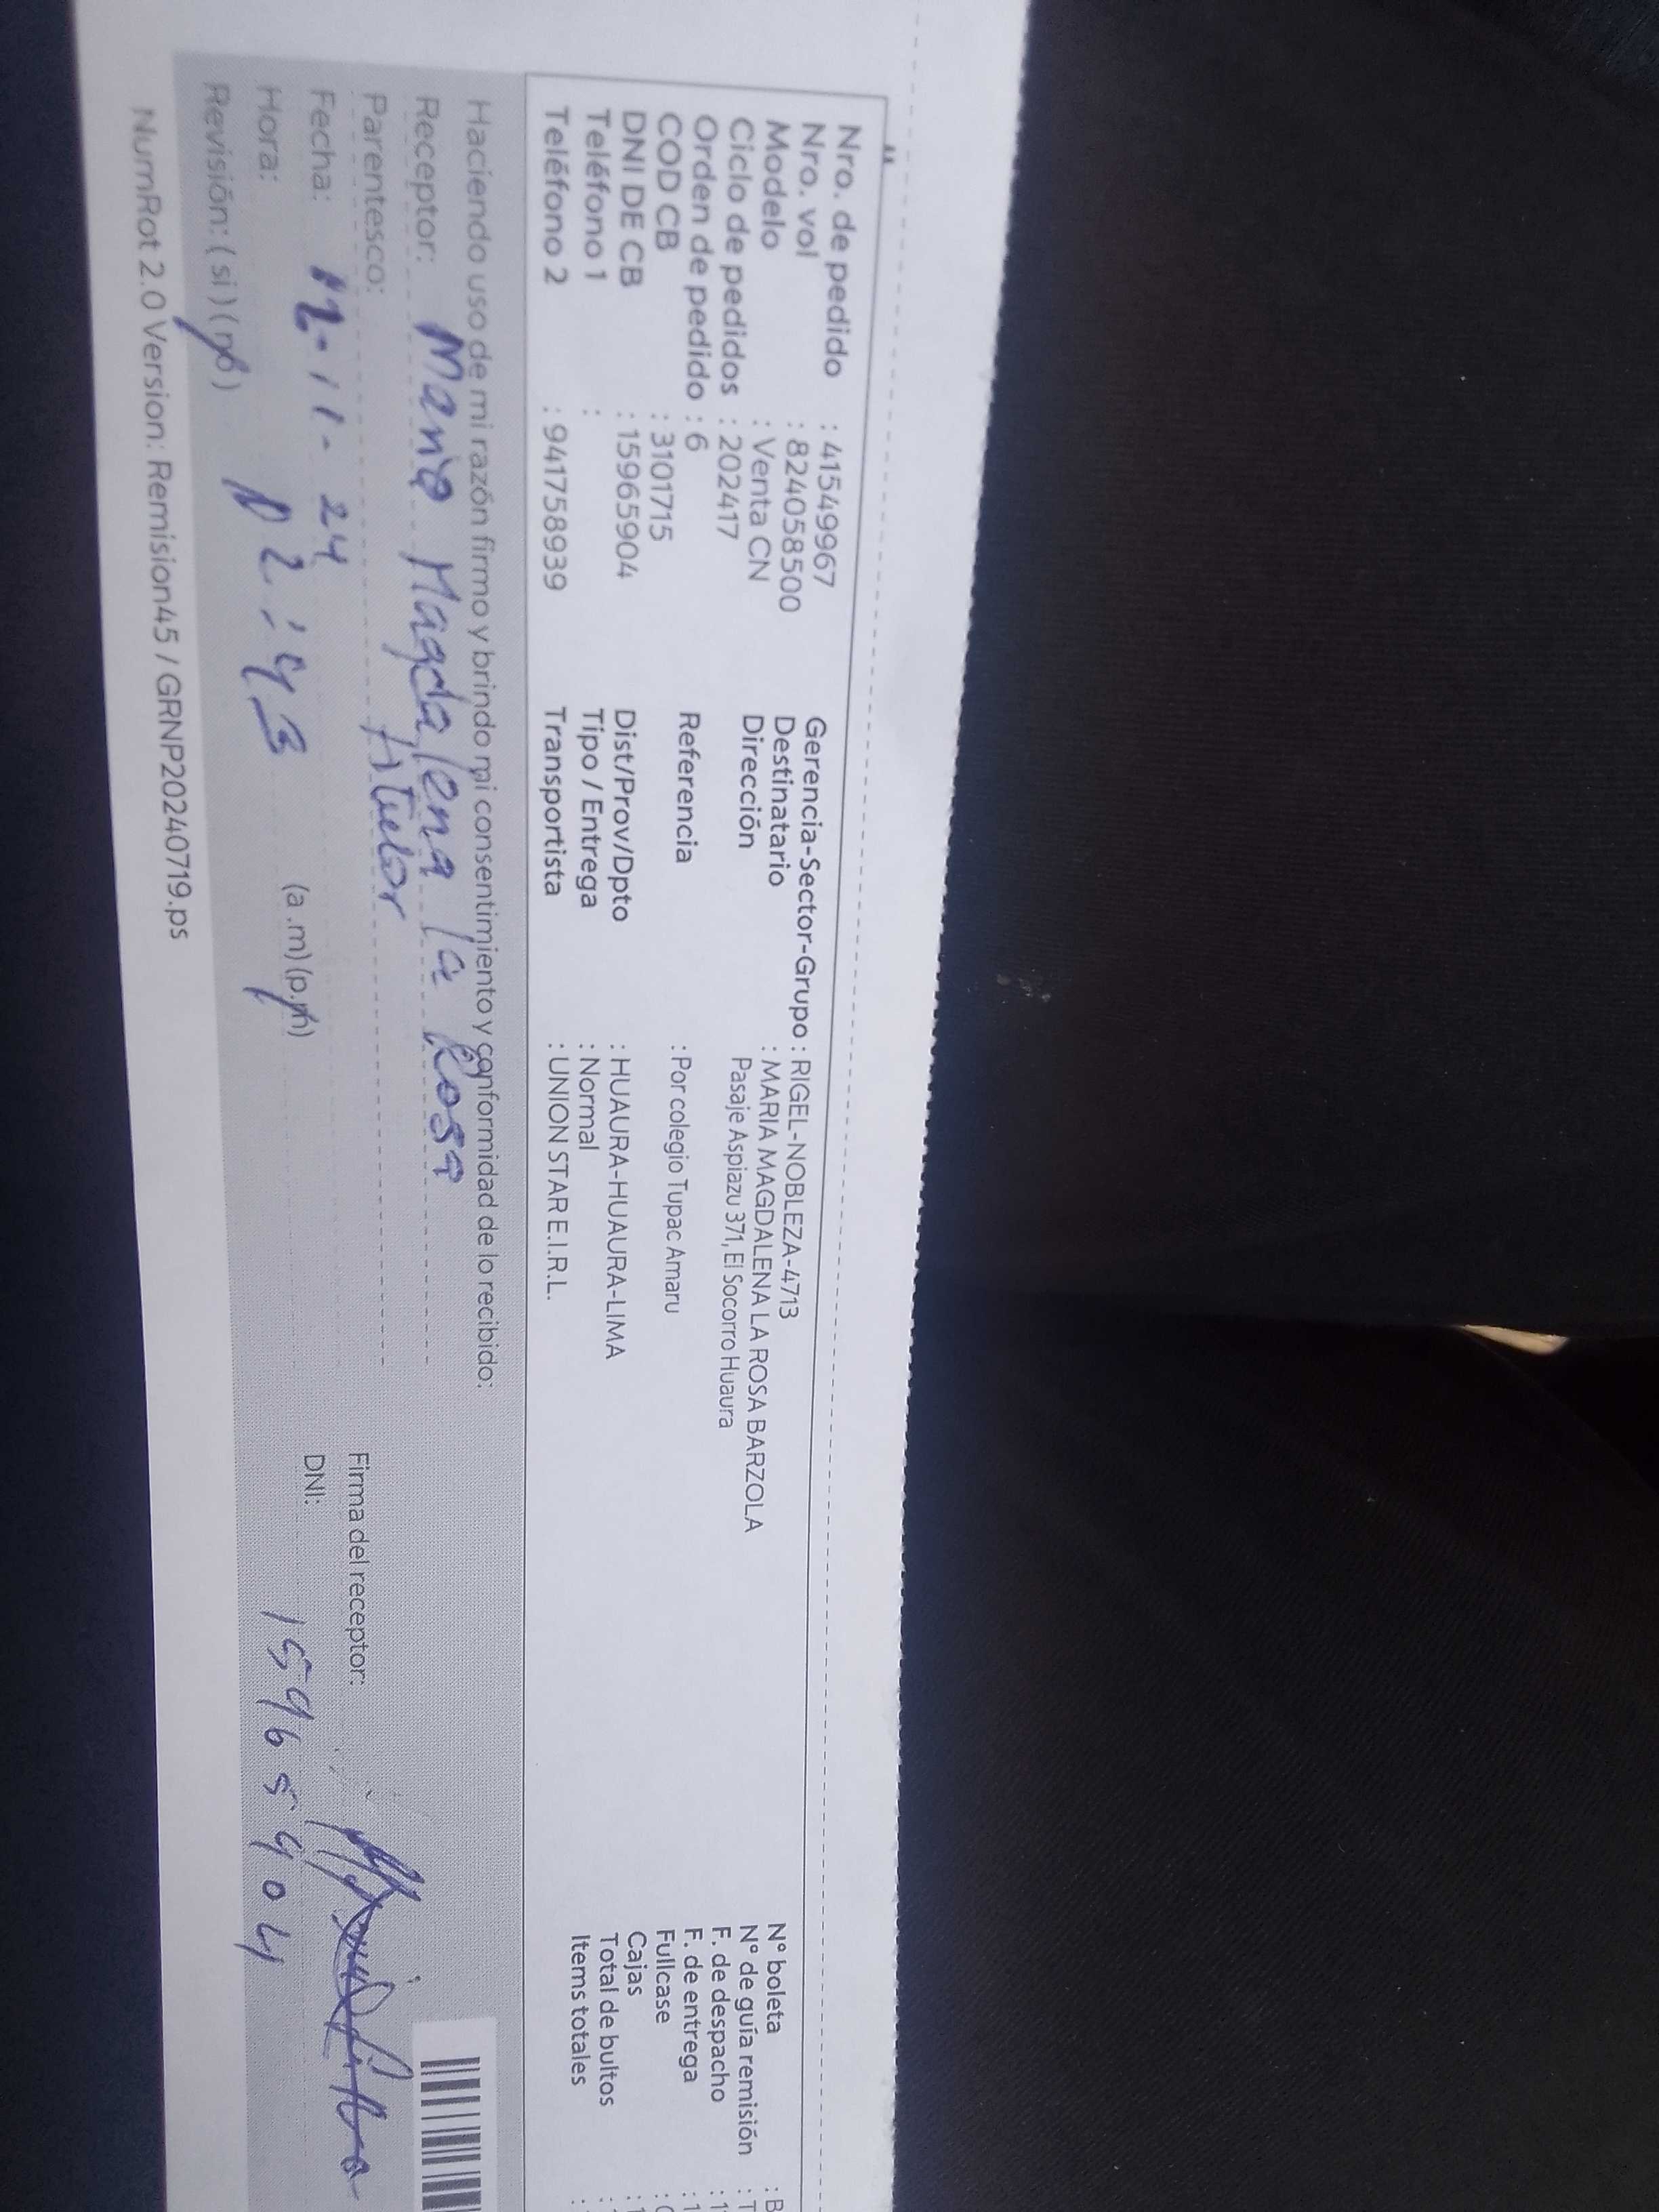 Nro. de pedido : 41549967
Nro. vol : 824058500
Modelo : Venta CN
Ciclo de pedidos : 202417
Orden de pedido : 6
COD CB : 3101715
DNI DE CB : 15965904
Teléfono 1 :
Teléfono 2 : 941758939
Gerencia-Sector-Grupo : RIGEL-NOBLEZA-4713
Destinatario : MARIA MAGDALENA LA ROSA BARZOLA
Dirección Pasaje Aspiazu 371, El Socorro Huaura
Referencia : Por colegio Tupac Amaru
Dist/Prov/Dpto : HUAURA-HUAURA-LIMA
Tipo / Entrega : Normal
Transportista : UNION STAR E.I.R.L.
N° boleta : B
N° de guía remisión : T
F. de despacho : 1
F. de entrega : 1
Fullcase
Cajas : 1
Total de bultos :
Items totales :
Haciendo uso de mi razón firmo y brindo mi consentimiento y conformidad de lo recibido:
Receptor: Maria Magdalena la Rosa
Parentesco:
Fecha: 12-11-24
Hora: 02:43 (a.m) (p.m)
Revisión: (si) (no)
Firma del receptor:
DNI: 15965904
NumRot 2.0 Version: Remision45 / GRNP20240719.ps